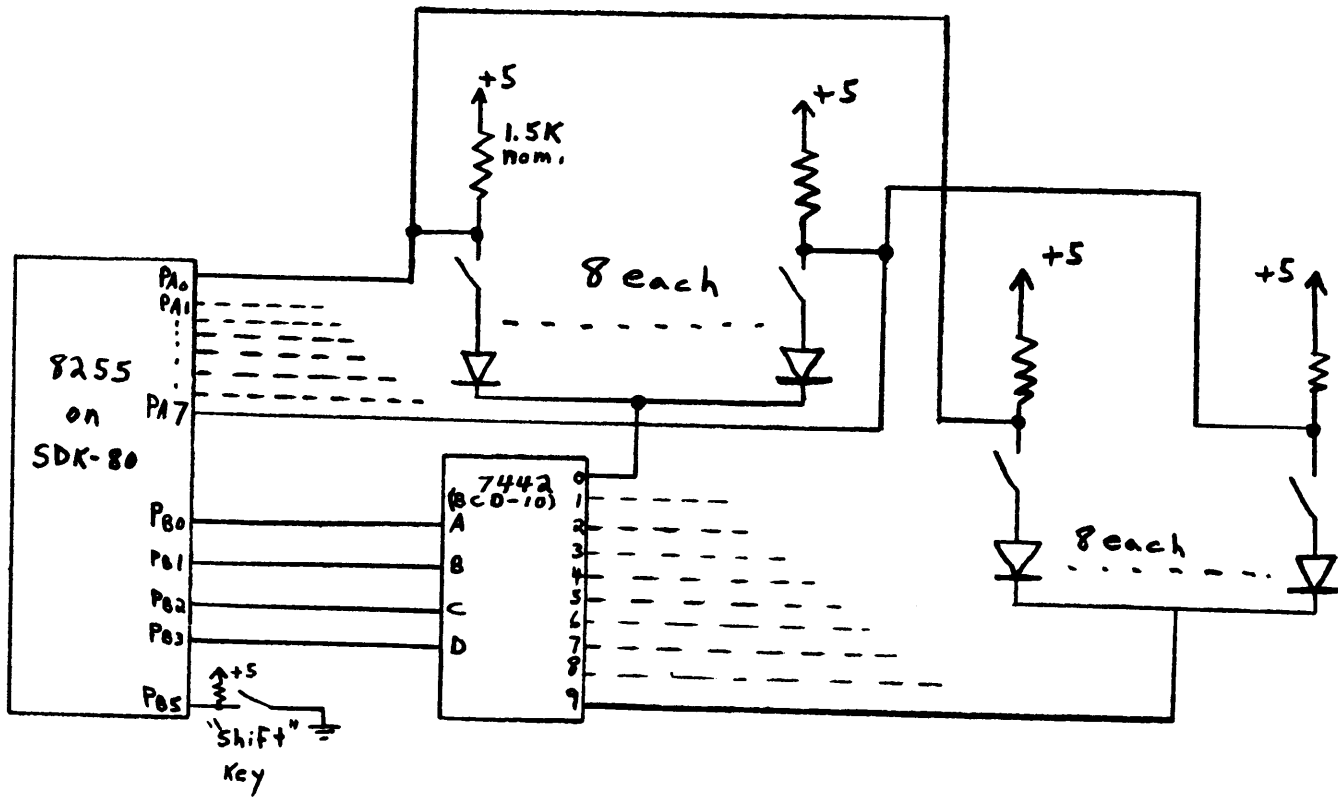 +5
1.5K
nom.
+5
+5
+5
8 each
8 each
8255
on
SDK-80
PA0
PA1
PA7
PB0
PB1
PB2
PB3
PB5
7442
(BCD-10)
A
B
C
D
0
1
2
3
4
5
6
7
8
9
+5
"Shift"
Key